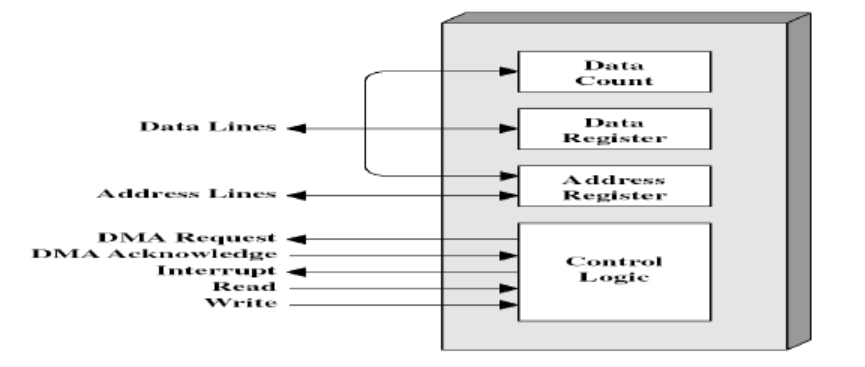 Data
Count
Data Lines
Data
Register
Address
Register
Address Lines
DMA Request
DMA Acknowledge
Interrupt
Read
Write
Control
Logic